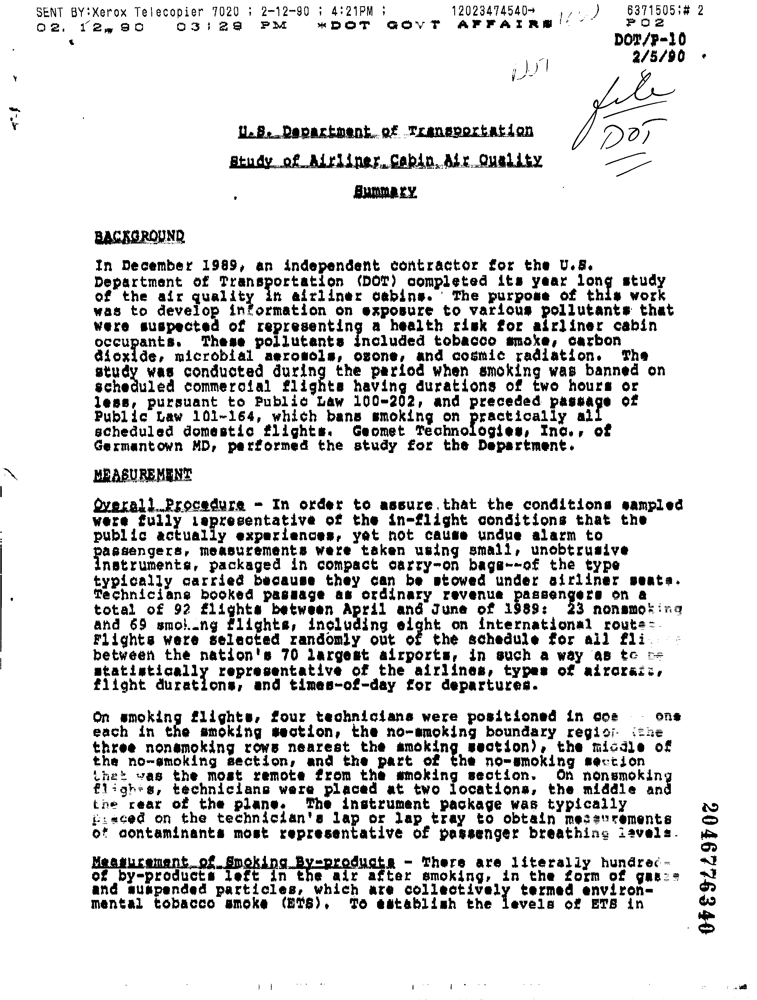 SENT BY:Xerox Telecopier 7020 ; 2-12-90 ; 4:21PM ; 12023474540→ 6371505;# 2
02. 12. 90 03:28 PM *DOT GOVT AFFAIRS P02
DOT/P-10
2/5/90
file
DOT
U.S. Department of Transportation
Study of Airliner Cabin Air Quality
Summary
BACKGROUND
In December 1989, an independent contractor for the U.S.
Department of Transportation (DOT) completed its year long study
of the air quality in airliner cabins. The purpose of this work
was to develop information on exposure to various pollutants that
were suspected of representing a health risk for airliner cabin
occupants. These pollutants included tobacco smoke, carbon
dioxide, microbial aerosols, ozone, and cosmic radiation. The
study was conducted during the period when smoking was banned on
scheduled commercial flights having durations of two hours or
less, pursuant to Public Law 100-202, and preceded passage of
Public Law 101-164, which bans smoking on practically all
scheduled domestic flights. Geomet Technologies, Inc., of
Germantown MD, performed the study for the Department.
MEASUREMENT
Overall Procedure - In order to assure that the conditions sampled
were fully representative of the in-flight conditions that the
public actually experiences, yet not cause undue alarm to
passengers, measurements were taken using small, unobtrusive
instruments, packaged in compact carry-on bags--of the type
typically carried because they can be stowed under airliner seats.
Technicians booked passage as ordinary revenue passengers on a
total of 92 flights between April and June of 1989: 23 nonsmoking
and 69 smoking flights, including eight on international routes.
Flights were selected randomly out of the schedule for all fli
between the nation's 70 largest airports, in such a way as to be
statistically representative of the airlines, types of aircraft,
flight durations, and times-of-day for departures.
On smoking flights, four technicians were positioned in one
each in the smoking section, the no-smoking boundary region (the
three nonsmoking rows nearest the smoking section), the middle of
the no-smoking section, and the part of the no-smoking section
that was the most remote from the smoking section. On nonsmoking
flights, technicians were placed at two locations, the middle and
the rear of the plane. The instrument package was typically
placed on the technician's lap or lap tray to obtain measurements
of contaminants most representative of passenger breathing levels.
Measurement of Smoking By-products - There are literally hundreds
of by-products left in the air after smoking, in the form of gases
and suspended particles, which are collectively termed environ-
mental tobacco smoke (ETS). To establish the levels of ETS in
2046776340